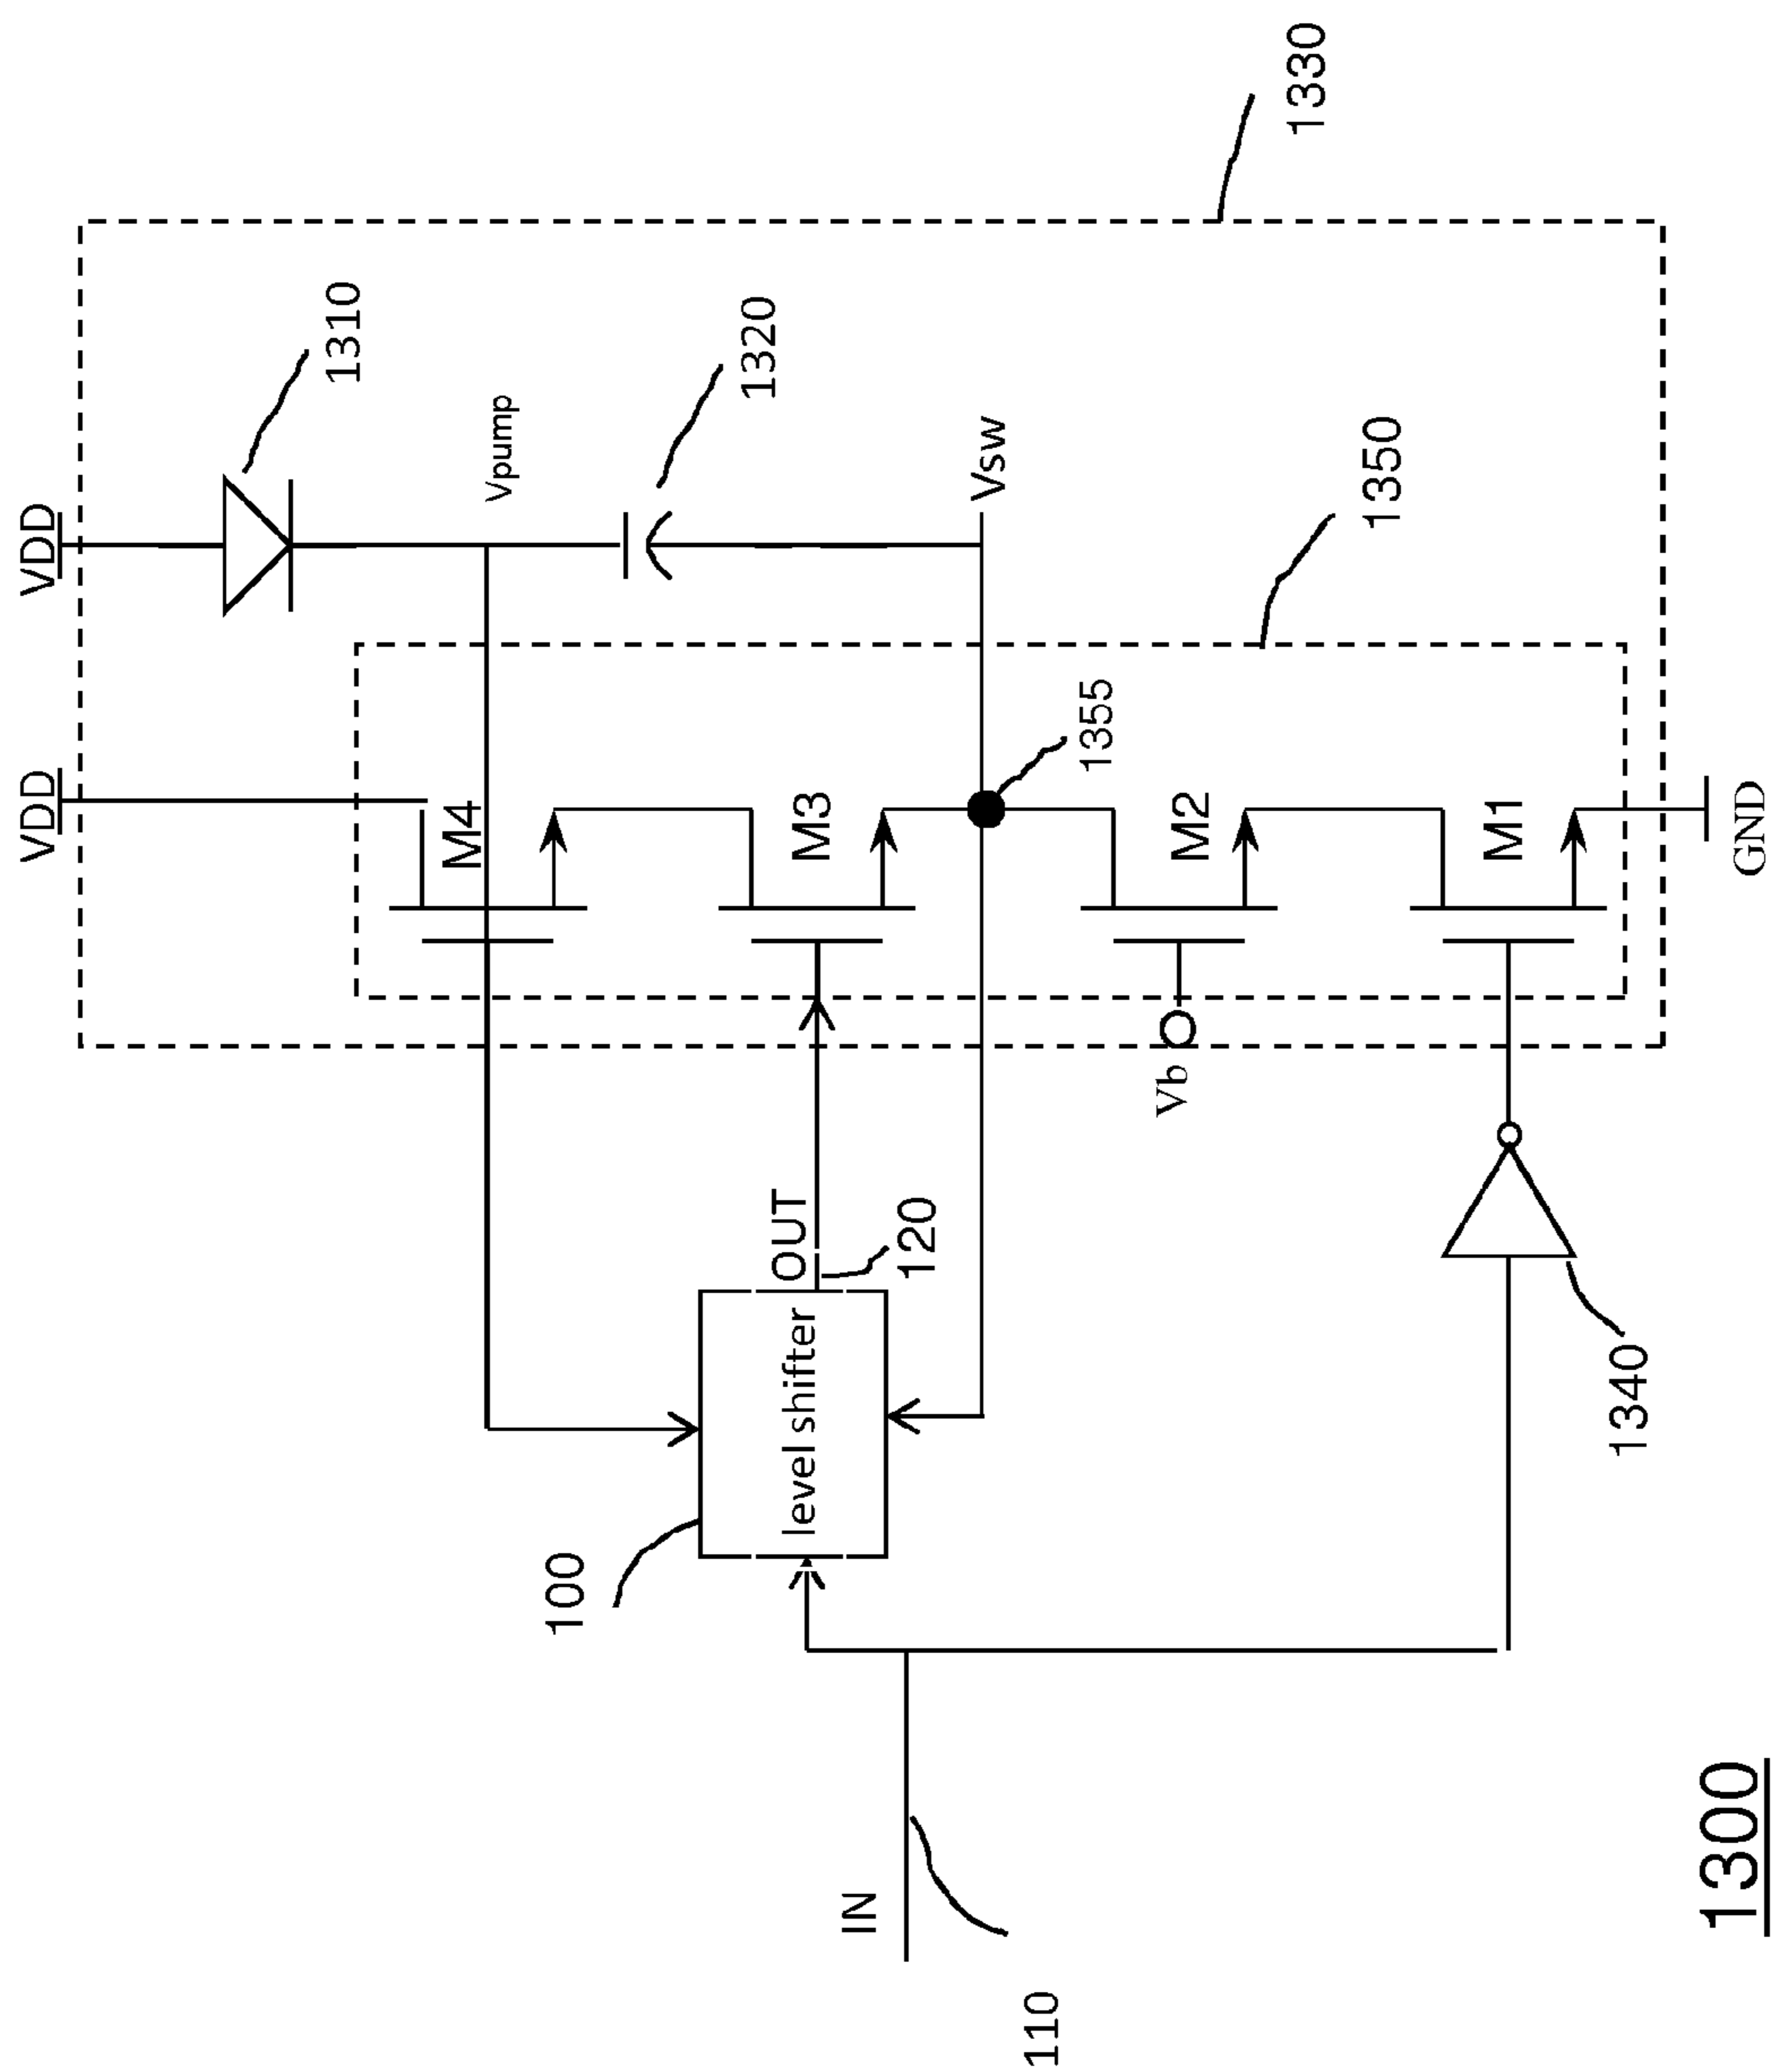 VDD
VDD
1310
Vpump
1320
M4
M3
Vsw
1355
M2
M1
1350
1330
GND
Vb
OUT
120
level shifter
100
1340
IN
110
1300